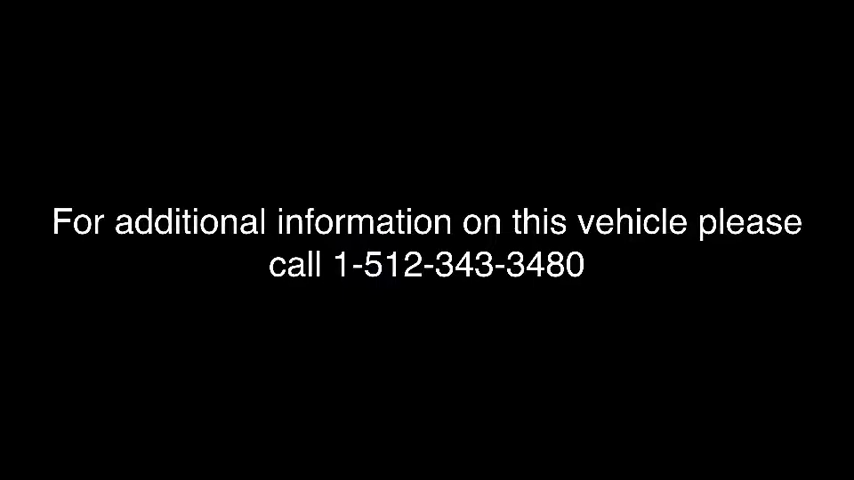 For additional information on this vehicle please
call 1-512-343-3480